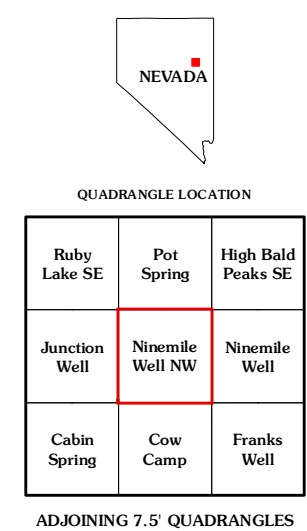 NEVADA
QUADRANGLE LOCATION
Ruby
Lake SE
Pot
Spring
High Bald
Peaks SE
Junction
Well
Ninemile
Well NW
Ninemile
Well
Cabin
Spring
Cow
Camp
Franks
Well
ADJOINING 7.5' QUADRANGLES